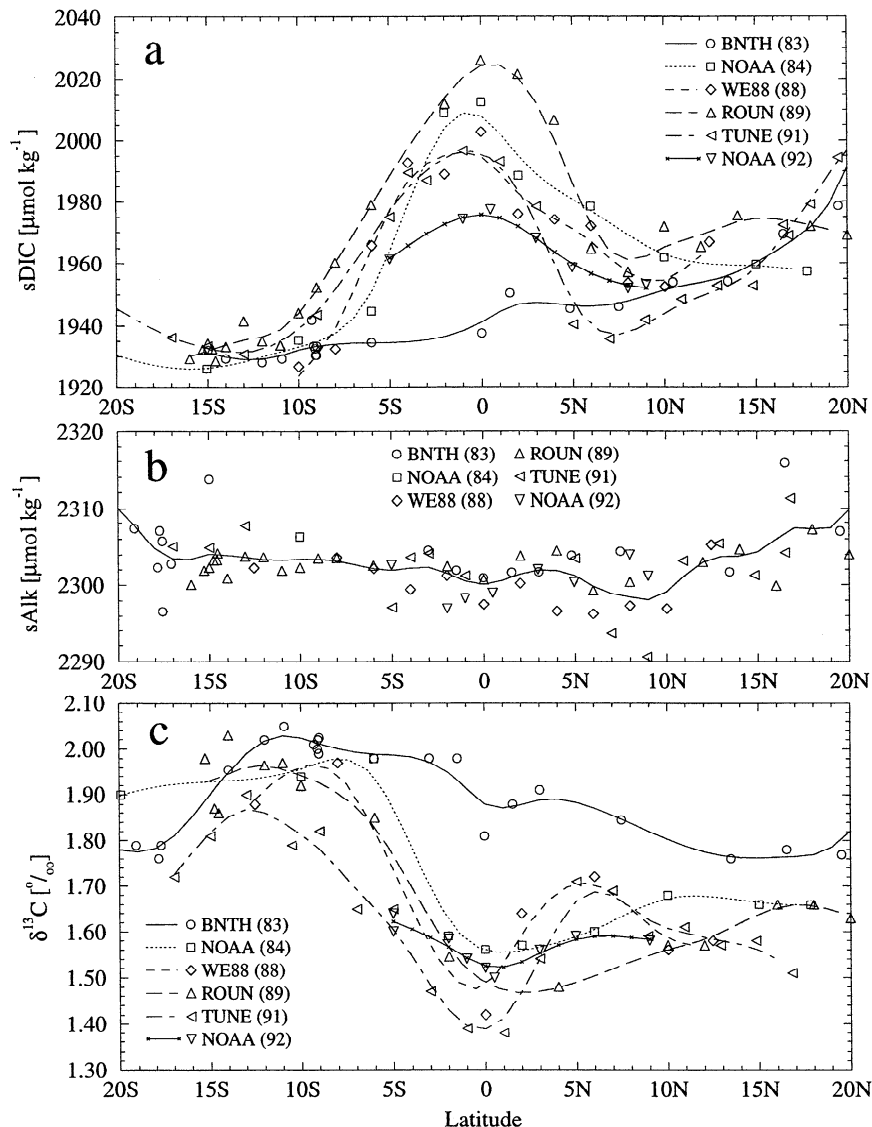 a
BNTH (83)
NOAA (84)
WE88 (88)
ROUN (89)
TUNE (91)
NOAA (92)
sDIC [μmol kg⁻¹]
2040
2020
2000
1980
1960
1940
1920
20S 15S 10S 5S 0 5N 10N 15N 20N
b
BNTH (83) ROUN (89)
NOAA (84) TUNE (91)
WE88 (88) NOAA (92)
sAlk [μmol kg⁻¹]
2320
2310
2300
2290
20S 15S 10S 5S 0 5N 10N 15N 20N
c
δ¹³C [⁰/₀₀]
2.10
2.00
1.90
1.80
1.70
1.60
1.50
1.40
1.30
BNTH (83)
NOAA (84)
WE88 (88)
ROUN (89)
TUNE (91)
NOAA (92)
20S 15S 10S 5S 0 5N 10N 15N 20N
Latitude